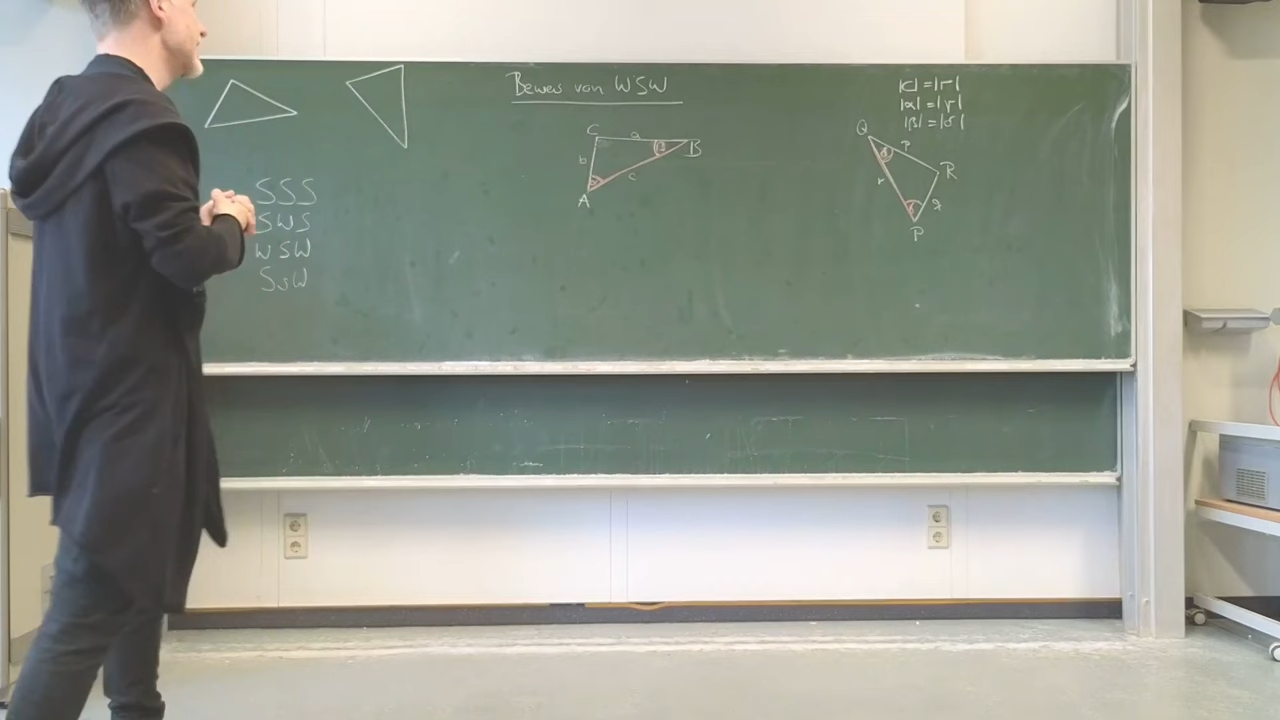 Beweis von WSW
|c| = |r|
|α| = |γ|
|β| = |δ|
SSS
SWS
WSW
SsW
C
a
B
b
β
c
α
A
Q
p
R
r
q
P